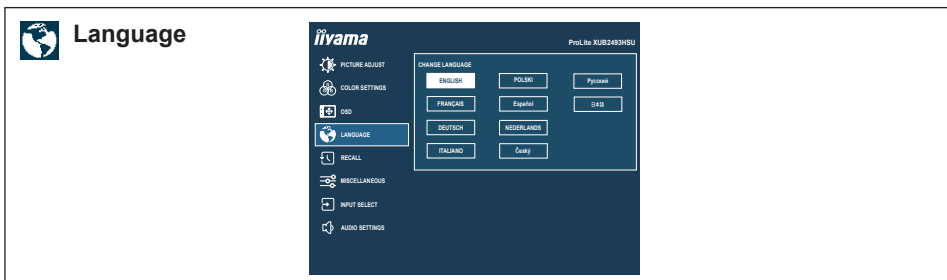 Language
iiyama
ProLite XUB2493HSU
PICTURE ADJUST
COLOR SETTINGS
OSD
LANGUAGE
RECALL
MISCELLANEOUS
INPUT SELECT
AUDIO SETTINGS
CHANGE LANGUAGE
ENGLISH POLSKI Русский
FRANÇAIS Español 日本語
DEUTSCH NEDERLANDS
ITALIANO Český